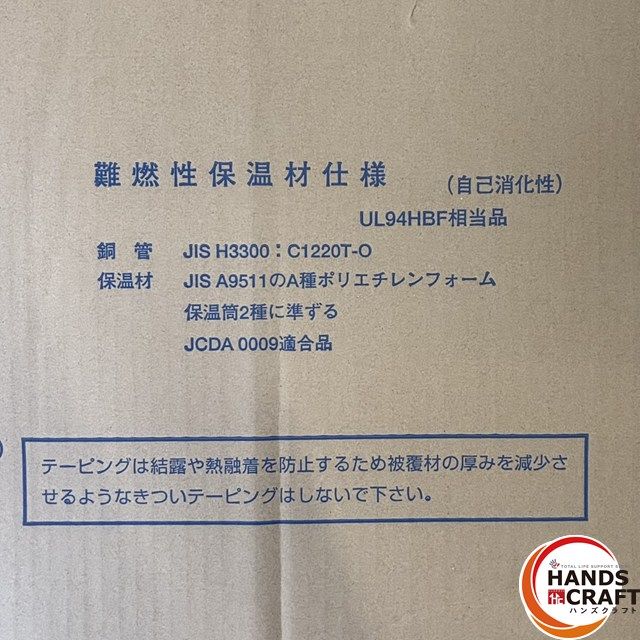 難燃性保温材仕様
(自己消化性)
UL94HBF相当品
銅 管 JIS H3300：C1220T-O
保温材 JIS A9511のA種ポリエチレンフォーム
保温筒2種に準ずる
JCDA 0009適合品
テーピングは結露や熱融着を防止するため被覆材の厚みを減少さ
せるようなきついテーピングはしないで下さい。
TOTAL LIFE SUPPORT
HANDS
CRAFT
ハンズクラフト